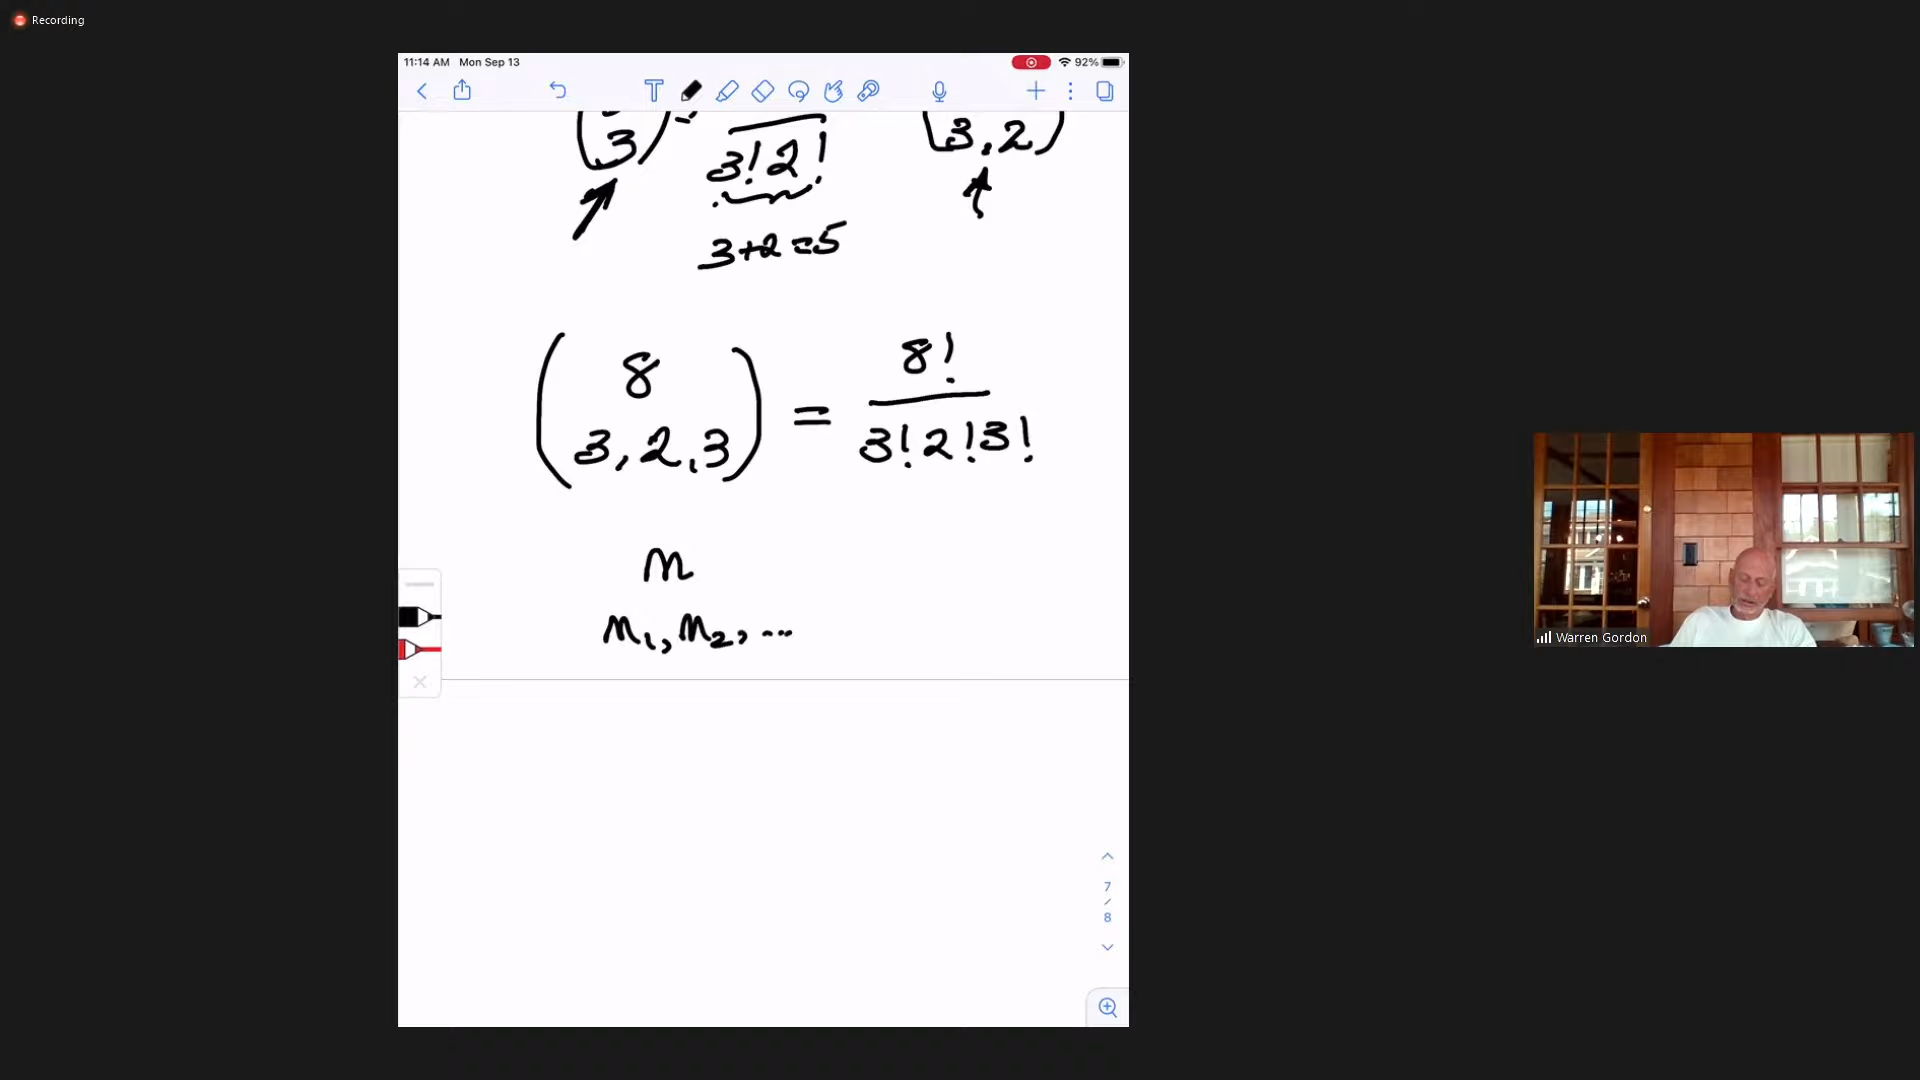 Recording
11:14 AM Mon Sep 13
92%
T
3
3!2!
(3,2)
3+2=5
8
3,2,3
=
8!
3!2!3!
n
n₁,n₂,...
7
/
8
Warren Gordon